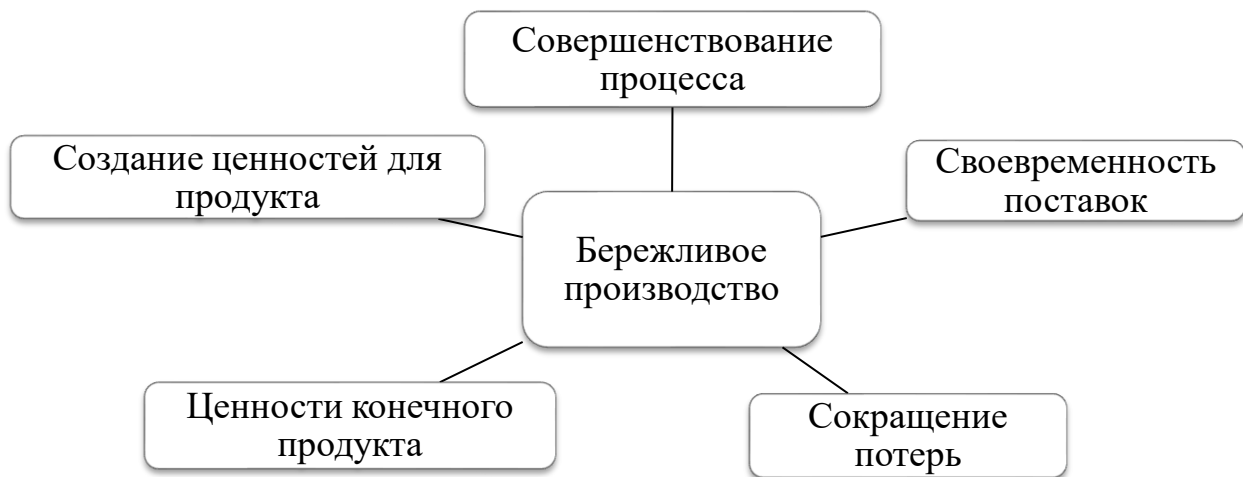 Совершенствование
процесса
Создание ценностей для
продукта
Своевременность
поставок
Бережливое
производство
Ценности конечного
продукта
Сокращение
потерь